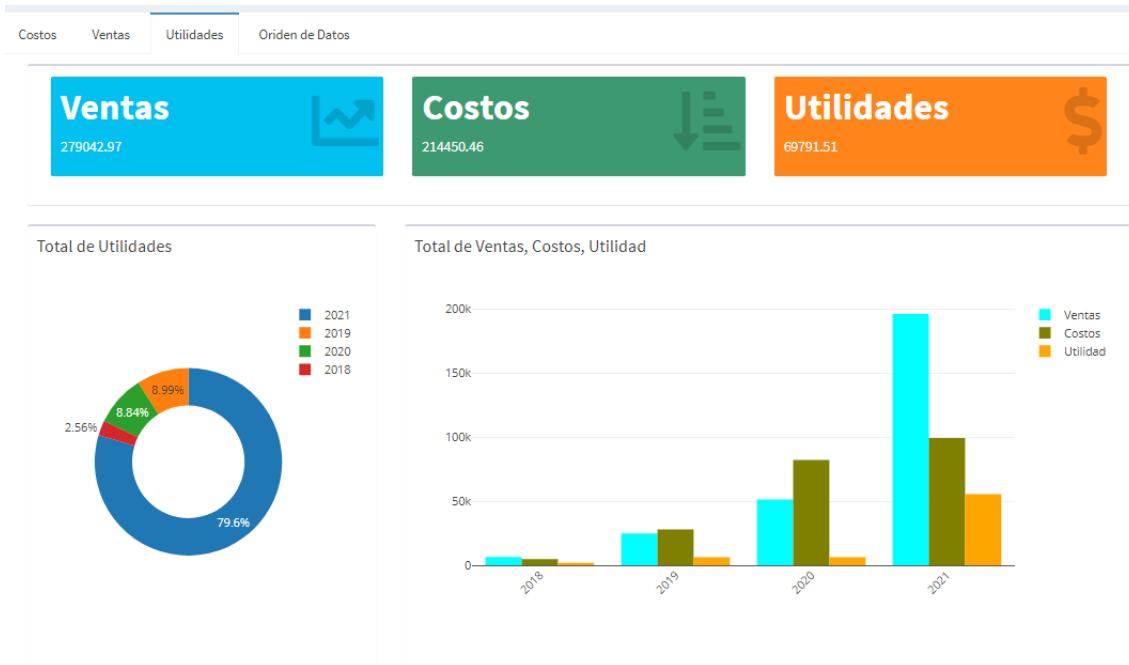 Costos Ventas Utilidades Oriden de Datos
Ventas
279042.97
Costos
214450.46
Utilidades
69791.51
Total de Utilidades
2021
2019
2020
2018
8.99%
8.84%
2.56%
79.6%
Total de Ventas, Costos, Utilidad
200k
150k
100k
50k
0
2018 2019 2020 2021
Ventas
Costos
Utilidad